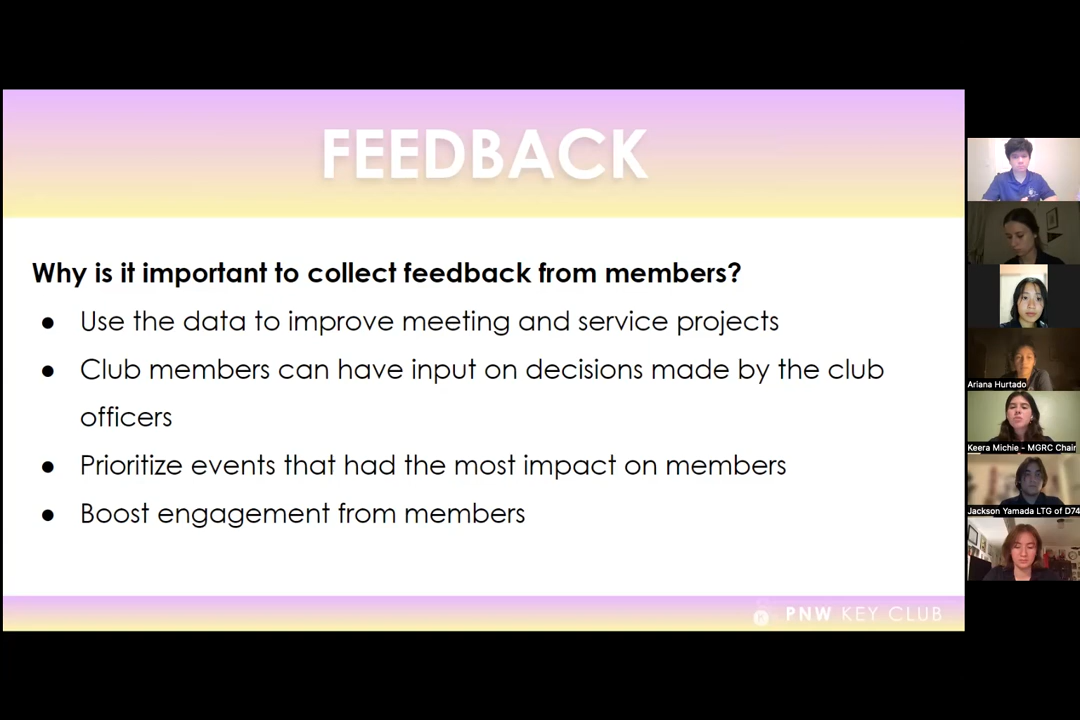 FEEDBACK
Why is it important to collect feedback from members?
● Use the data to improve meeting and service projects
● Club members can have input on decisions made by the club
officers
● Prioritize events that had the most impact on members
● Boost engagement from members
PNW KEY CLUB
Ariana Hurtado
Keera Michie - MGRC Chair
Jackson Yamada LTG of D74